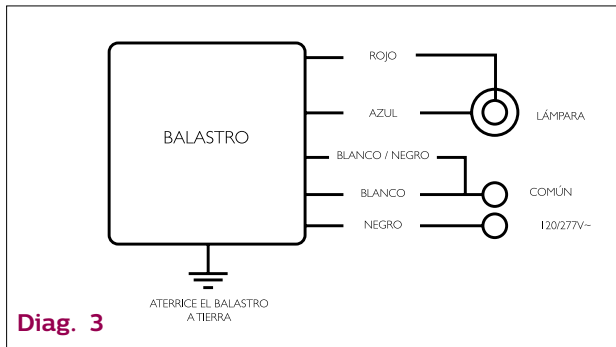 ROJO
AZUL
LÁMPARA
BALASTRO
BLANCO / NEGRO
BLANCO
COMÚN
NEGRO
120/277V~
ATERRICE EL BALASTRO
A TIERRA
Diag. 3